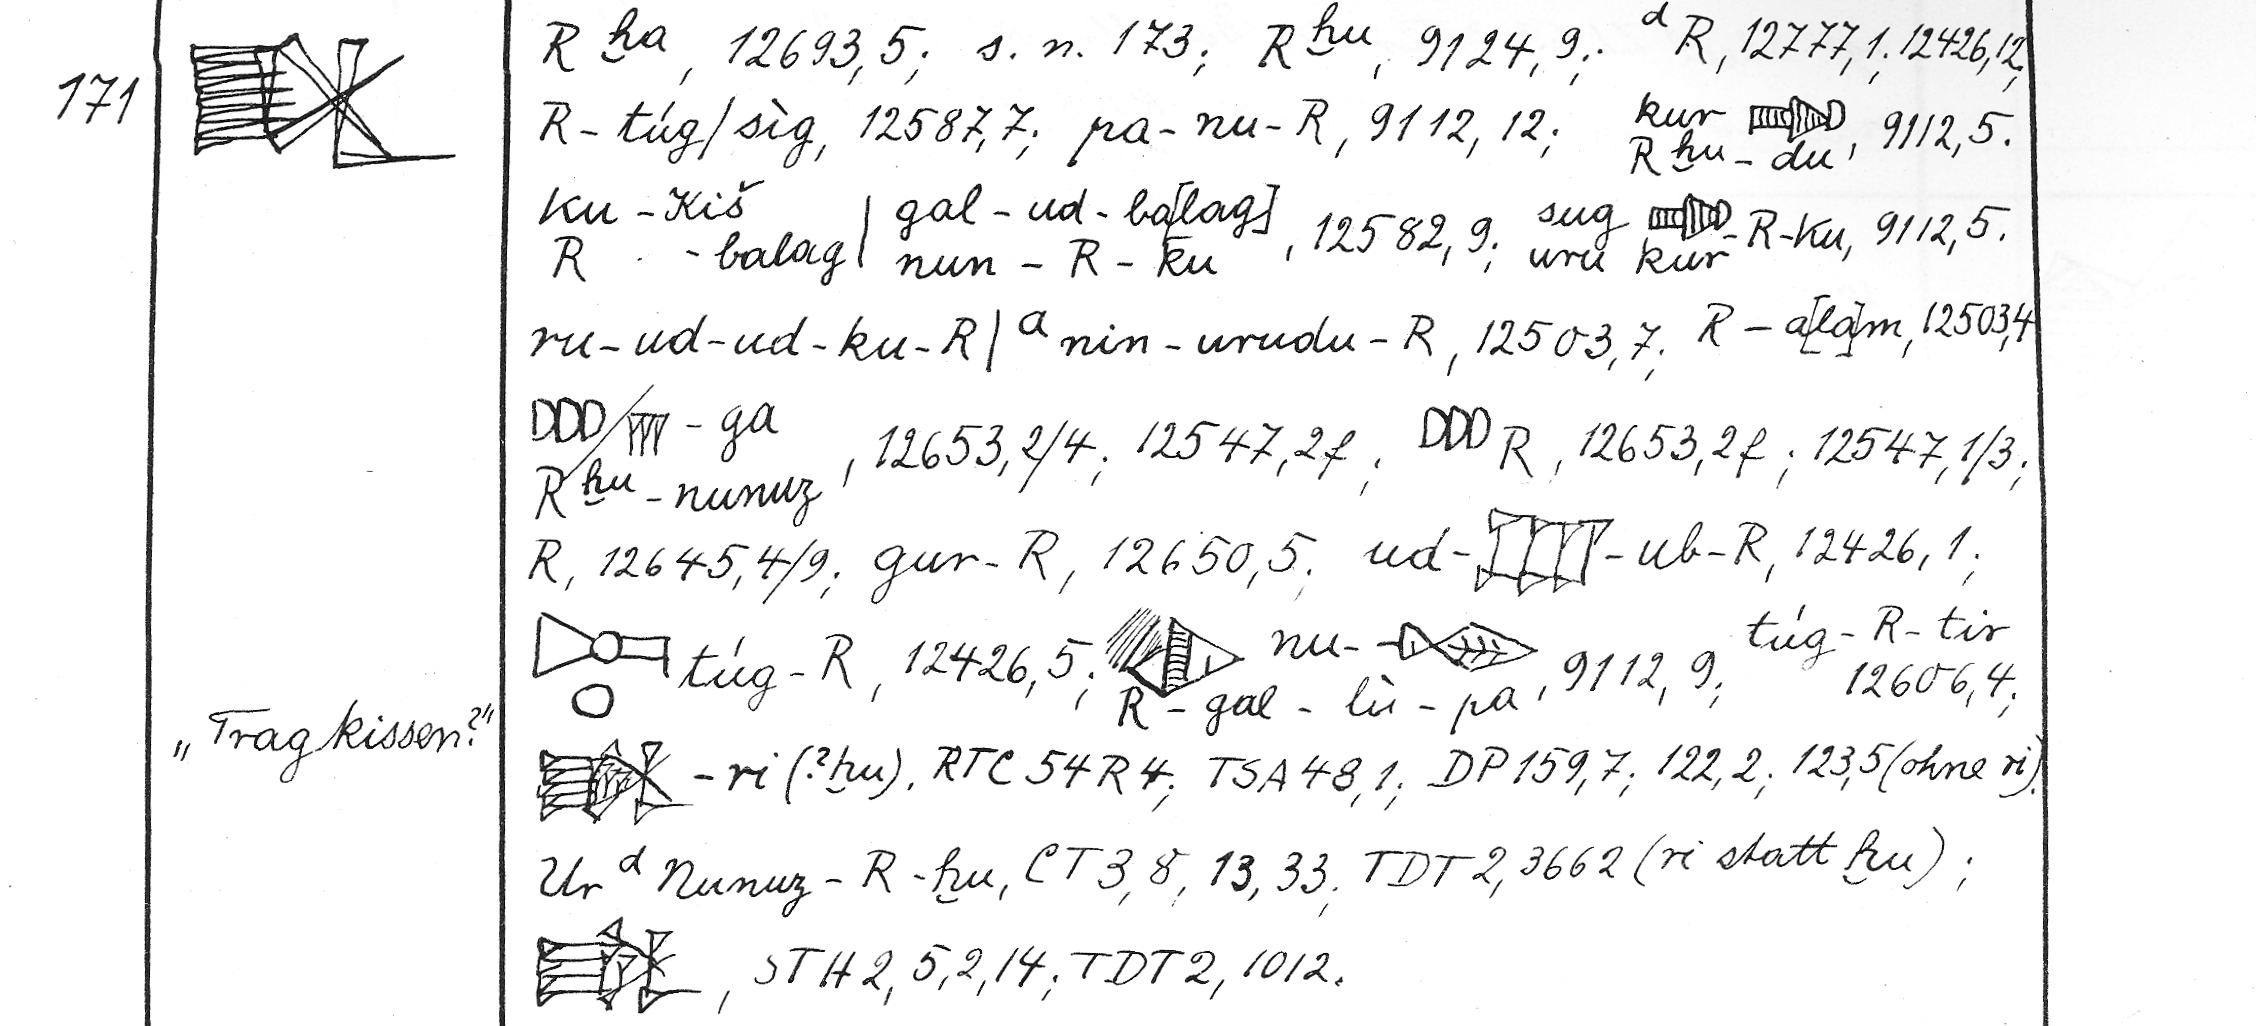 171
R ḫa, 12693,5; s. n. 173; R ḫu, 9124,9; ᵈR, 12777,1; 12426,12;
R-túg/sìg, 12587,7; pa-nu-R, 9112,12; kur
R ḫu-du, 9112,5.
ku-Kiš
R -balag | gal-ud-ba[lag]
nun-R-ku, 12582,9; sug
uru kur -R-ku, 9112,5.
ru-ud-ud-ku-R | ᵃ nin-urudu-R, 12503,7; R-a[la]m, 12503,4
DDD/ -ga
R ḫu-nunuz, 12653,2/4; 12547,2f; DDD R, 12653,2f; 12547,1/3;
R, 12645,4/9; gur-R, 12650,5; ud- -ub-R, 12426,1;
túg-R, 12426,5; nu-
R-gal-lù-pa, 9112,9; túg-R-tir
12606,4;
„Tragkissen?“
-ri (?ḫu). RTC 54 R 4; TSA 48,1; DP 159,7; 122,2; 123,5 (ohne ri).
Ur ᵈ Nunuz-R-ḫu, CT 3, 8, 13, 33; TDT 2, 3662 (ri statt ḫu);
, STH 2, 5, 2, 14; TDT 2, 1012.